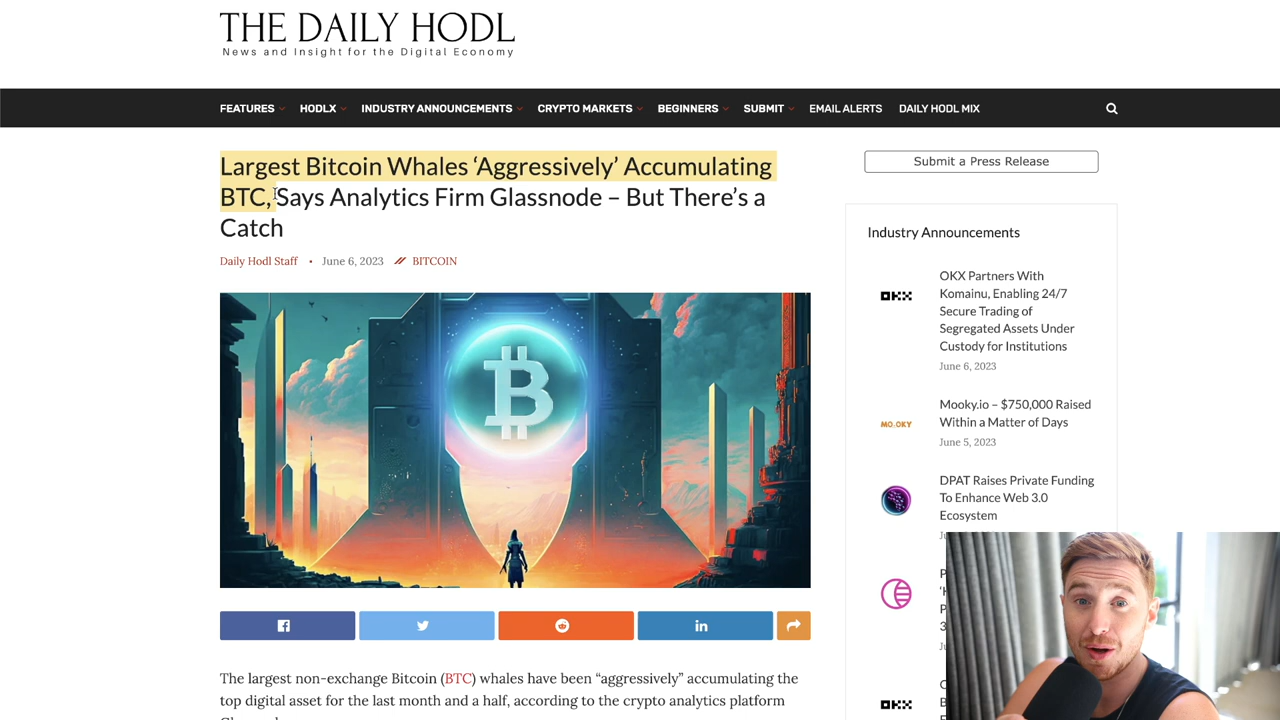 THE DAILY HODL
News and Insight for the Digital Economy
FEATURES HODLX INDUSTRY ANNOUNCEMENTS CRYPTO MARKETS BEGINNERS SUBMIT EMAIL ALERTS DAILY HODL MIX
Largest Bitcoin Whales ‘Aggressively’ Accumulating
BTC, Says Analytics Firm Glassnode – But There’s a
Catch
Daily Hodl Staff • June 6, 2023 // BITCOIN
The largest non-exchange Bitcoin (BTC) whales have been “aggressively” accumulating the
top digital asset for the last month and a half, according to the crypto analytics platform
Submit a Press Release
Industry Announcements
OKX
OKX Partners With
Komainu, Enabling 24/7
Secure Trading of
Segregated Assets Under
Custody for Institutions
June 6, 2023
MO:OKY
Mooky.io – $750,000 Raised
Within a Matter of Days
June 5, 2023
DPAT Raises Private Funding
To Enhance Web 3.0
Ecosystem
OKX